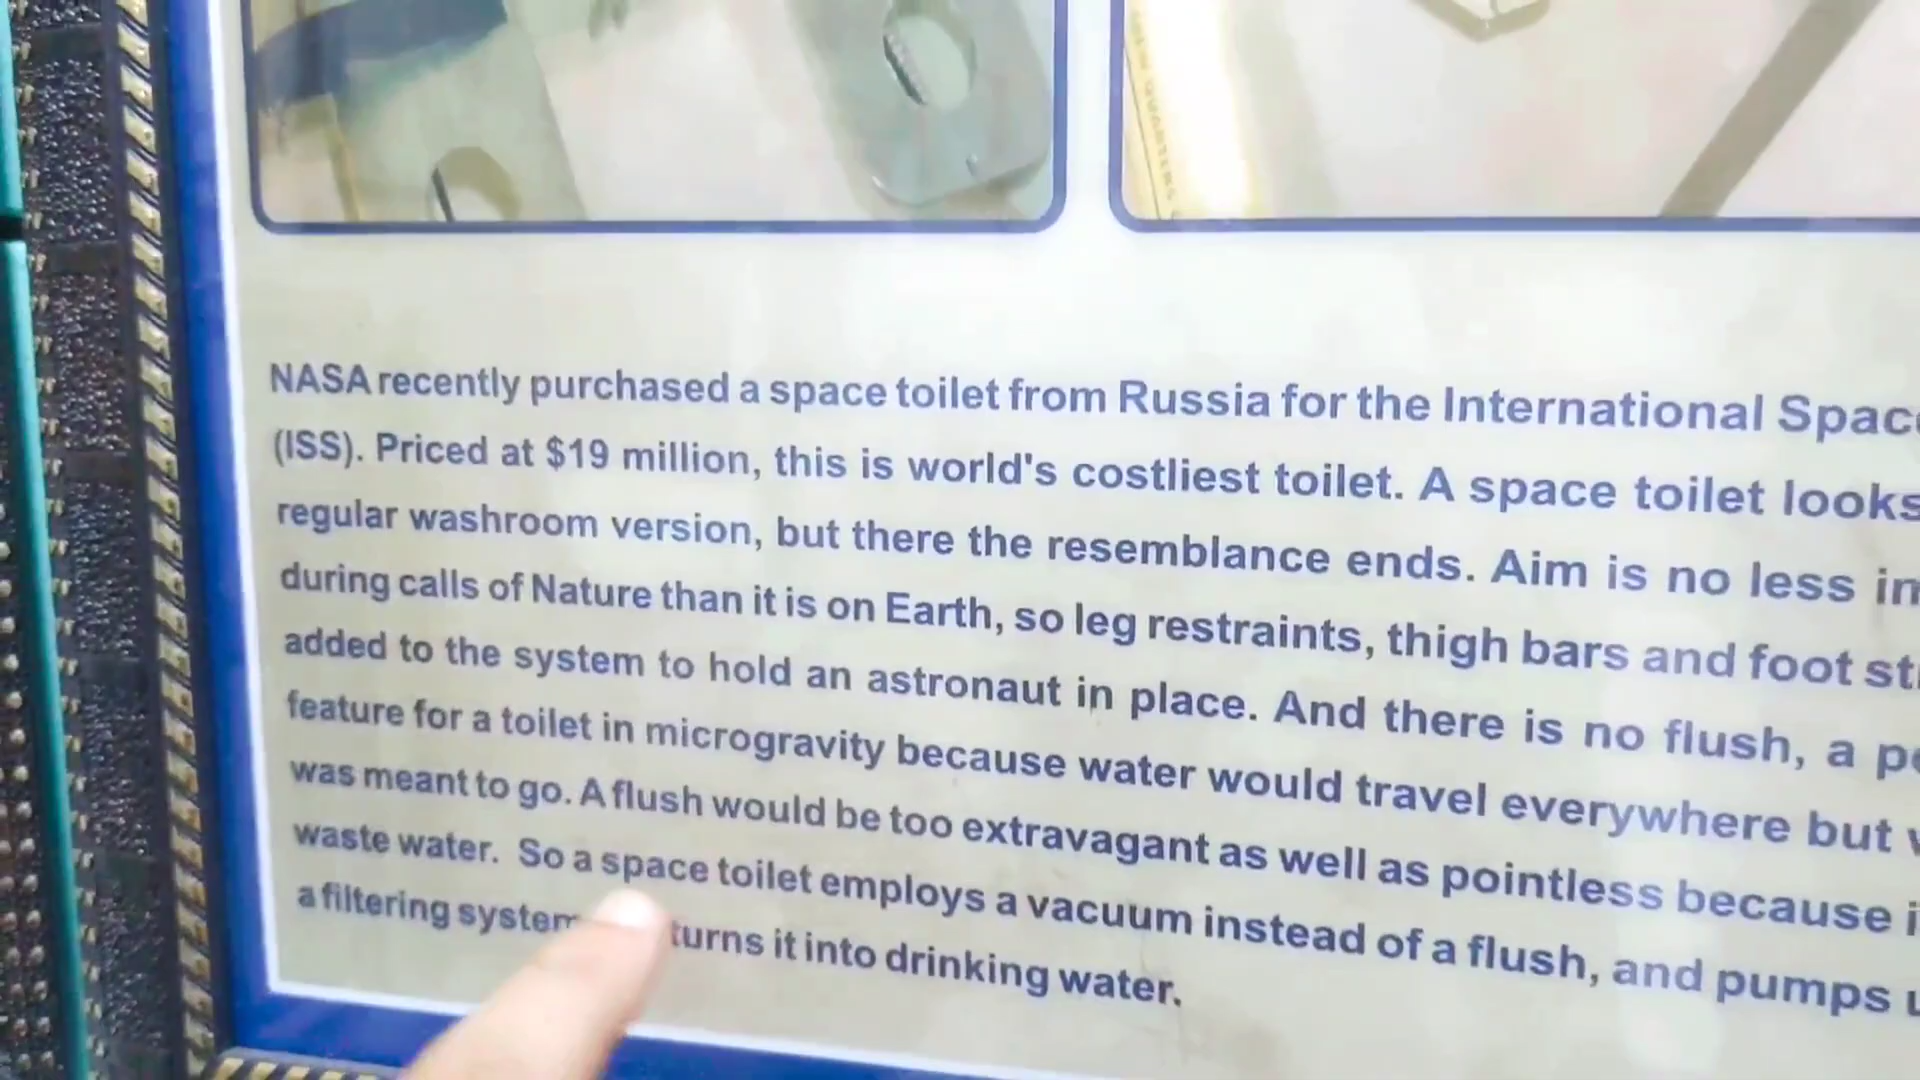 NASA recently purchased a space toilet from Russia for the International
(ISS). Priced at $19 million, this is world's costliest toilet. A space toilet looks
regular washroom version, but there the resemblance ends. Aim is no less
during calls of Nature than it is on Earth, so leg restraints, thigh bars and foot
added to the system to hold an astronaut in place. And there is no flush, a
feature for a toilet in microgravity because water would travel everywhere but
was meant to go. A flush would be too extravagant as well as pointless because
waste water. So a space toilet employs a vacuum instead of a flush, and pumps
a filtering turns it into drinking water.